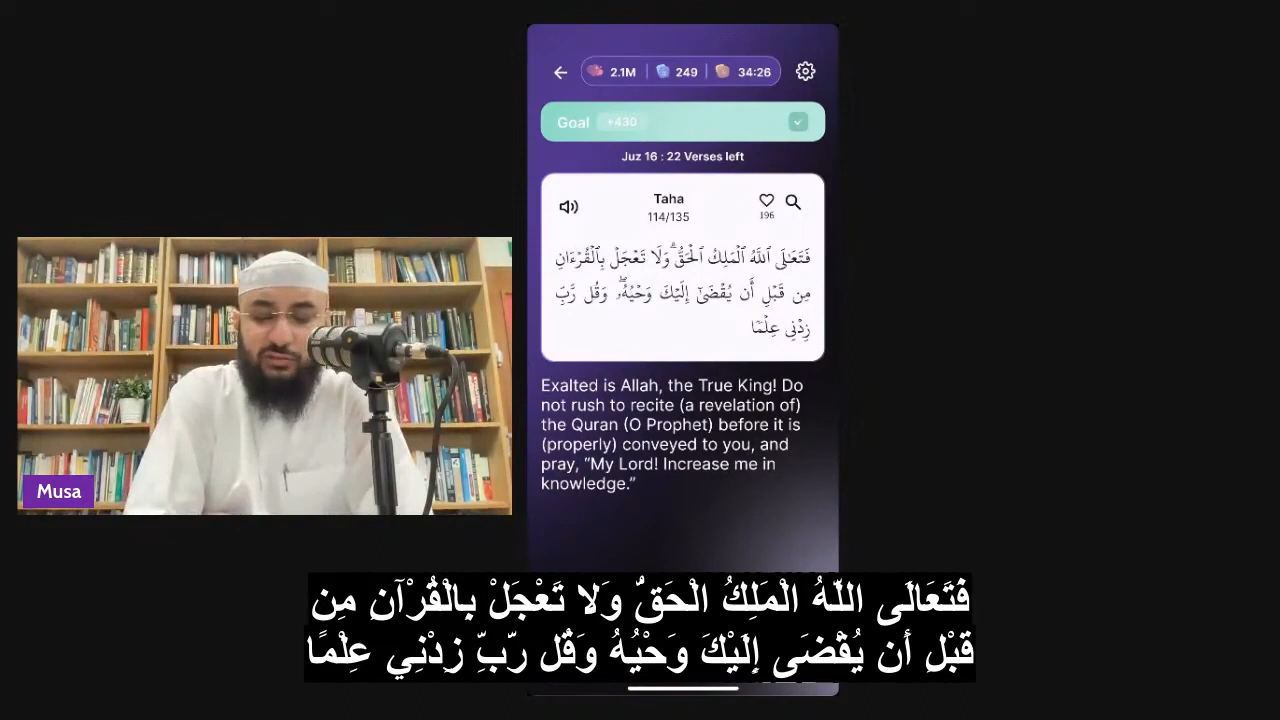 2.1M 249 34:26
Goal +430
Juz 16 : 22 Verses left
Taha
114/135
196
فَتَعَٰلَى ٱللَّهُ ٱلْمَلِكُ ٱلْحَقُّ ۗ وَلَا تَعْجَلْ بِٱلْقُرْءَانِ
مِن قَبْلِ أَن يُقْضَىٰٓ إِلَيْكَ وَحْيُهُۥ ۖ وَقُل رَّبِّ
زِدْنِى عِلْمًا
Exalted is Allah, the True King! Do
not rush to recite (a revelation of)
the Quran (O Prophet) before it is
(properly) conveyed to you, and
pray, “My Lord! Increase me in
knowledge.”
Musa
فَتَعَالَى اللَّهُ الْمَلِكُ الْحَقُّ وَلا تَعْجَلْ بِالْقُرْآنِ مِن
قَبْلِ أَن يُقْضَى إِلَيْكَ وَحْيُهُ وَقُل رَّبِّ زِدْنِي عِلْمًا